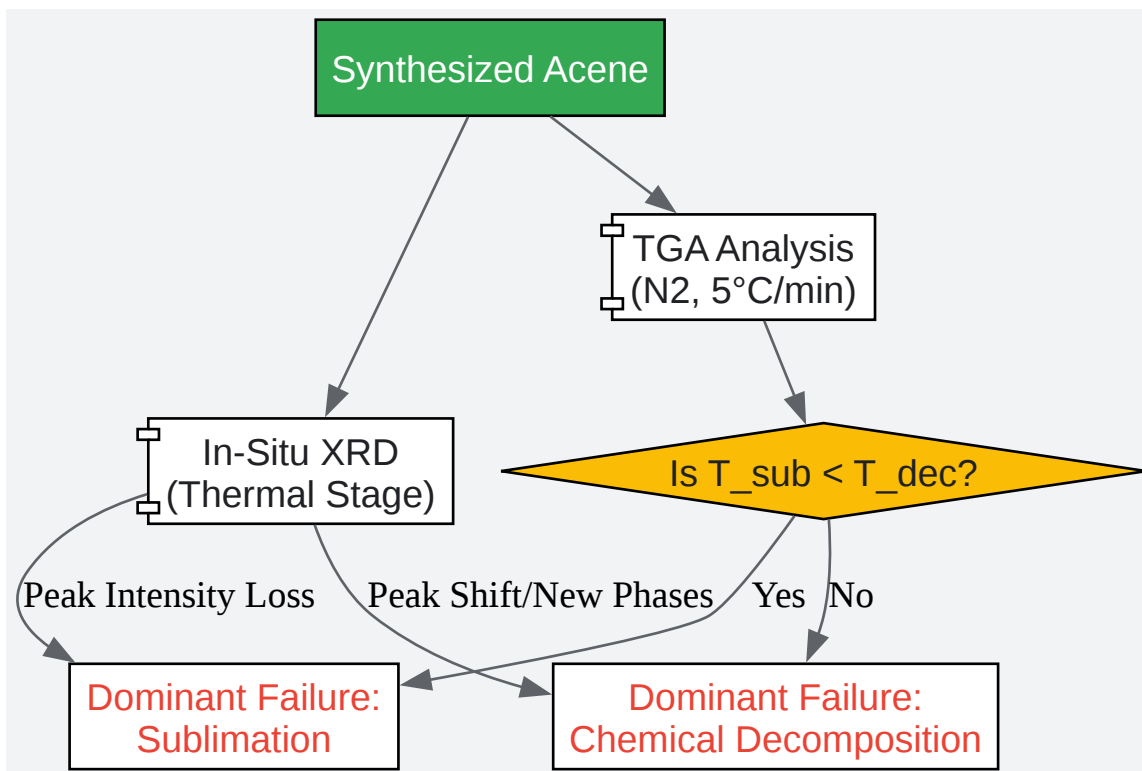 Synthesized Acene
TGA Analysis
(N2, 5°C/min)
In-Situ XRD
(Thermal Stage)
Is T_sub < T_dec?
Peak Intensity Loss
Peak Shift/New Phases
Yes
No
Dominant Failure:
Sublimation
Dominant Failure:
Chemical Decomposition